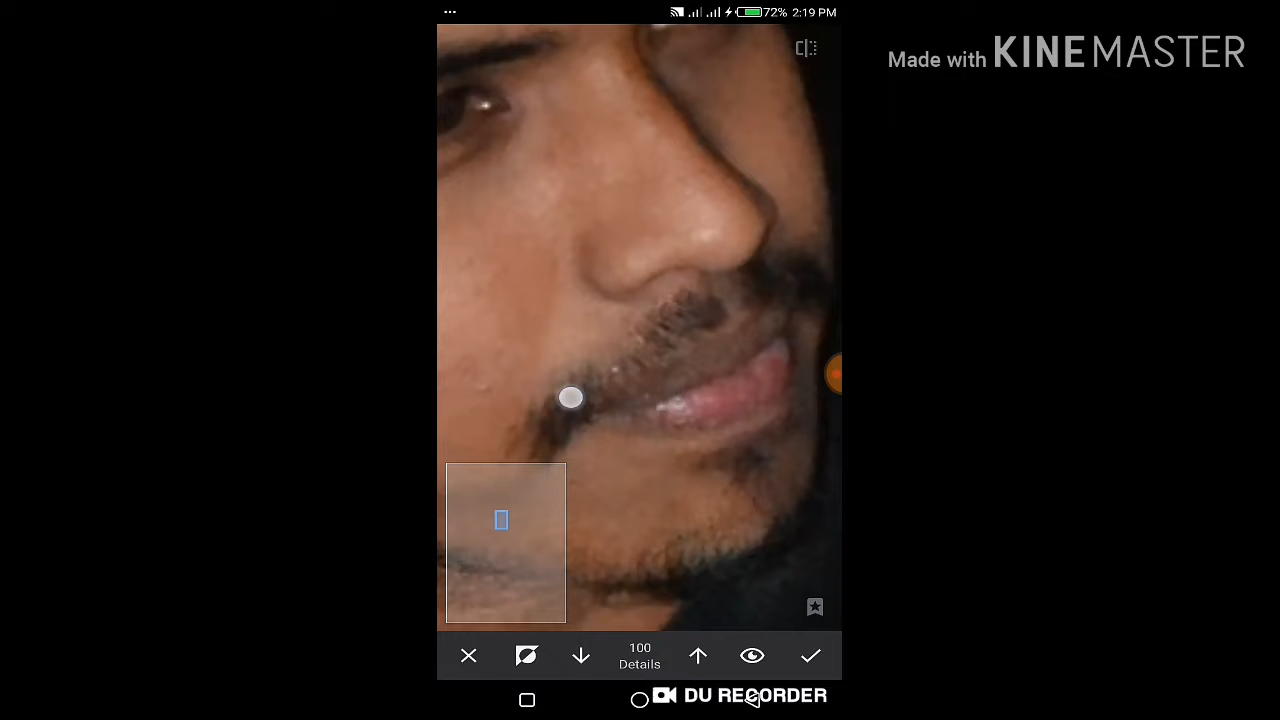 72% 2:19 PM
Made with KINEMASTER
100
Details
DU RECORDER